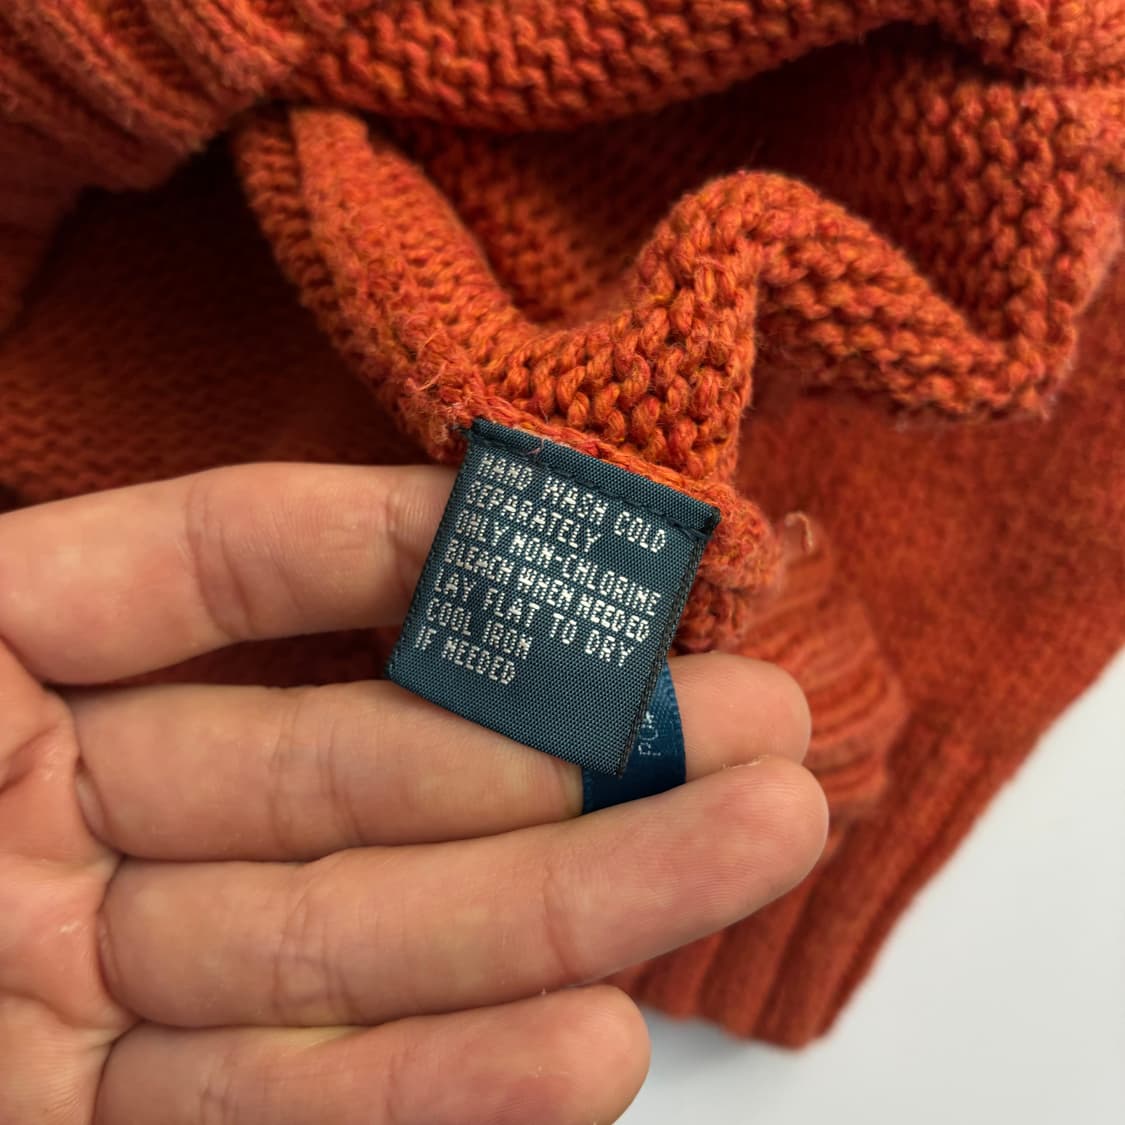 HAND WASH COLD
SEPARATELY
ONLY NON-CHLORINE
BLEACH WHEN NEEDED
LAY FLAT TO DRY
COOL IRON
IF NEEDED